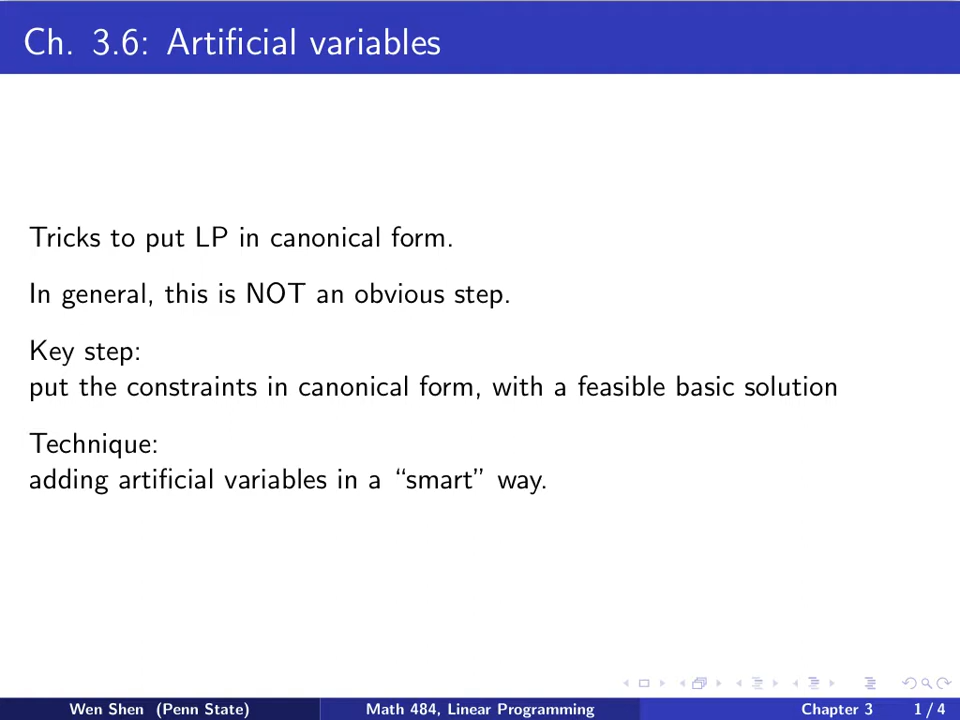 Ch. 3.6: Artificial variables
Tricks to put LP in canonical form.
In general, this is NOT an obvious step.
Key step:
put the constraints in canonical form, with a feasible basic solution
Technique:
adding artificial variables in a “smart” way.
Wen Shen (Penn State) Math 484, Linear Programming Chapter 3 1 / 4